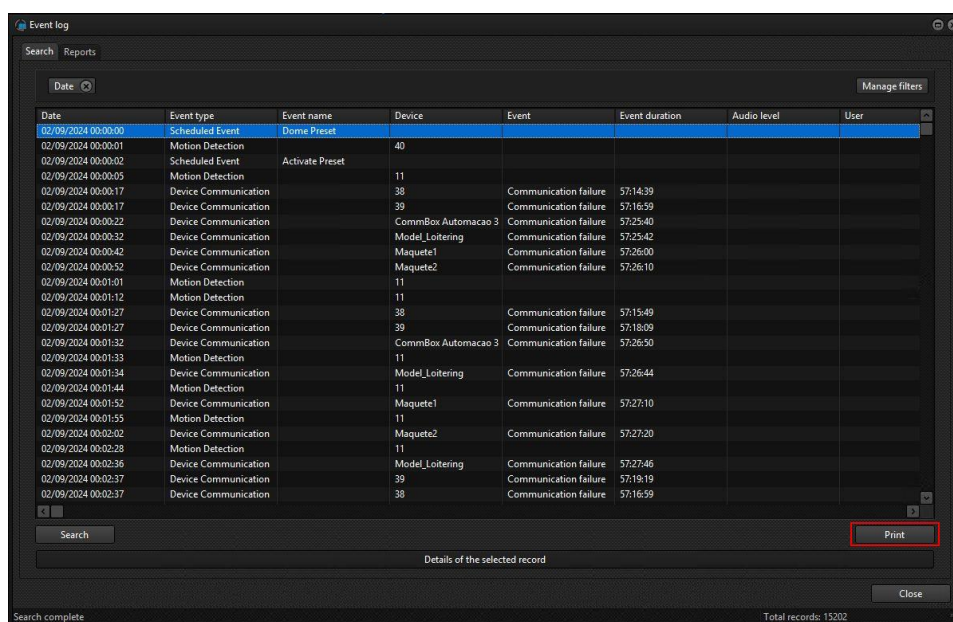 Event log
Search Reports
Date Manage filters
Date Event type Event name Device Event Event duration Audio level User
02/09/2024 00:00:00 Scheduled Event Dome Preset
02/09/2024 00:00:01 Motion Detection 40
02/09/2024 00:00:02 Scheduled Event Activate Preset
02/09/2024 00:00:05 Motion Detection 11
02/09/2024 00:00:17 Device Communication 38 Communication failure 57:14:39
02/09/2024 00:00:17 Device Communication 39 Communication failure 57:16:59
02/09/2024 00:00:22 Device Communication CommBox Automacao 3 Communication failure 57:25:40
02/09/2024 00:00:32 Device Communication Model_Loitering Communication failure 57:25:42
02/09/2024 00:00:42 Device Communication Maquete1 Communication failure 57:26:00
02/09/2024 00:00:52 Device Communication Maquete2 Communication failure 57:26:10
02/09/2024 00:01:01 Motion Detection 11
02/09/2024 00:01:12 Motion Detection 11
02/09/2024 00:01:27 Device Communication 38 Communication failure 57:15:49
02/09/2024 00:01:27 Device Communication 39 Communication failure 57:18:09
02/09/2024 00:01:32 Device Communication CommBox Automacao 3 Communication failure 57:26:50
02/09/2024 00:01:33 Motion Detection 11
02/09/2024 00:01:34 Device Communication Model_Loitering Communication failure 57:26:44
02/09/2024 00:01:44 Motion Detection 11
02/09/2024 00:01:52 Device Communication Maquete1 Communication failure 57:27:10
02/09/2024 00:01:55 Motion Detection 11
02/09/2024 00:02:02 Device Communication Maquete2 Communication failure 57:27:20
02/09/2024 00:02:28 Motion Detection 11
02/09/2024 00:02:36 Device Communication Model_Loitering Communication failure 57:27:46
02/09/2024 00:02:37 Device Communication 39 Communication failure 57:19:19
02/09/2024 00:02:37 Device Communication 38 Communication failure 57:16:59
Search Print
Details of the selected record
Close
Search complete Total records: 15202